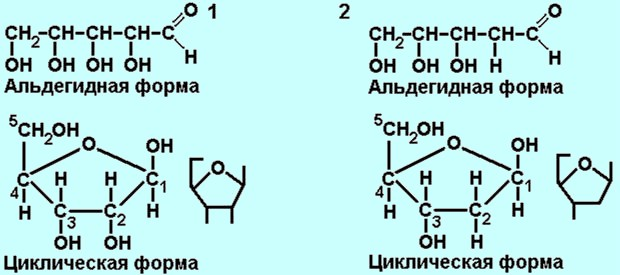 O 1
CH2-CH-CH-CH-C
H
OH OH OH OH
Альдегидная форма
5CH2OH
O OH
C H H C1
4
H C C H
3 2
OH OH
O
Циклическая форма
2 O
CH2-CH-CH-CH-C
H
OH OH OH H
Альдегидная форма
5CH2OH
O OH
C H H C1
4
H C C H
3 2
OH H
O
Циклическая форма